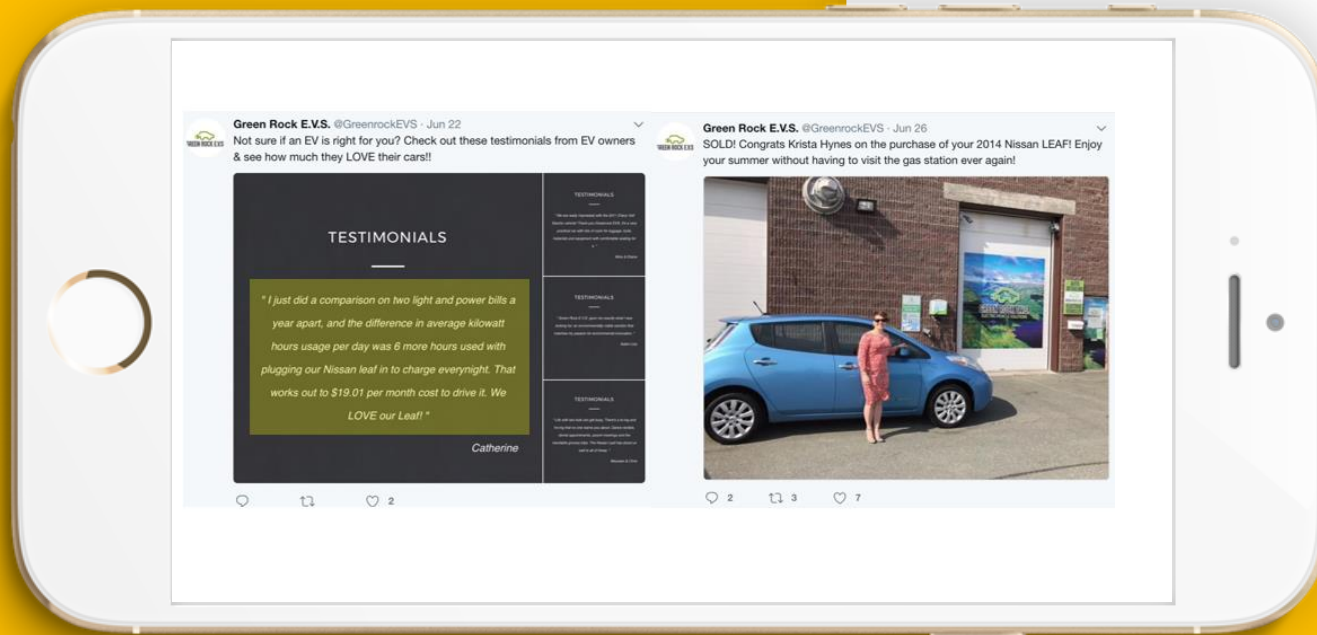 Green Rock E.V.S. @GreenrockEVS · Jun 22
Not sure if an EV is right for you? Check out these testimonials from EV owners
& see how much they LOVE their cars!!
TESTIMONIALS
" I just did a comparison on two light and power bills a
year apart, and the difference in average kilowatt
hours usage per day was 6 more hours used with
plugging our Nissan leaf in to charge everynight. That
works out to $19.01 per month cost to drive it. We
LOVE our Leaf! "
Catherine
TESTIMONIALS
TESTIMONIALS
TESTIMONIALS
2
Green Rock E.V.S. @GreenrockEVS · Jun 26
SOLD! Congrats Krista Hynes on the purchase of your 2014 Nissan LEAF! Enjoy
your summer without having to visit the gas station ever again!
2 3 7